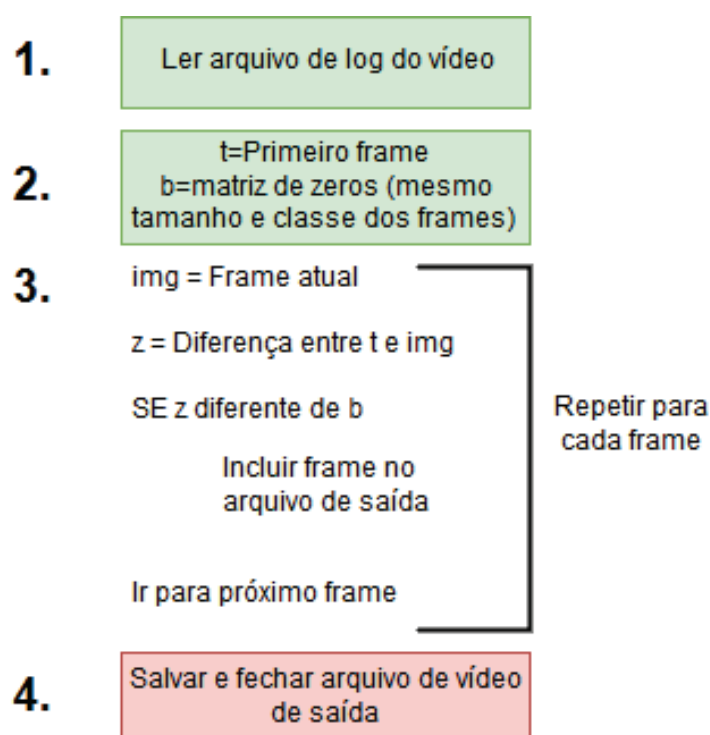 1.
Ler arquivo de log do vídeo
2.
t=Primeiro frame
b=matriz de zeros (mesmo
tamanho e classe dos frames)
3.
img = Frame atual
z = Diferença entre t e img
SE z diferente de b
Incluir frame no
arquivo de saída
Ir para próximo frame
Repetir para
cada frame
4.
Salvar e fechar arquivo de vídeo
de saída